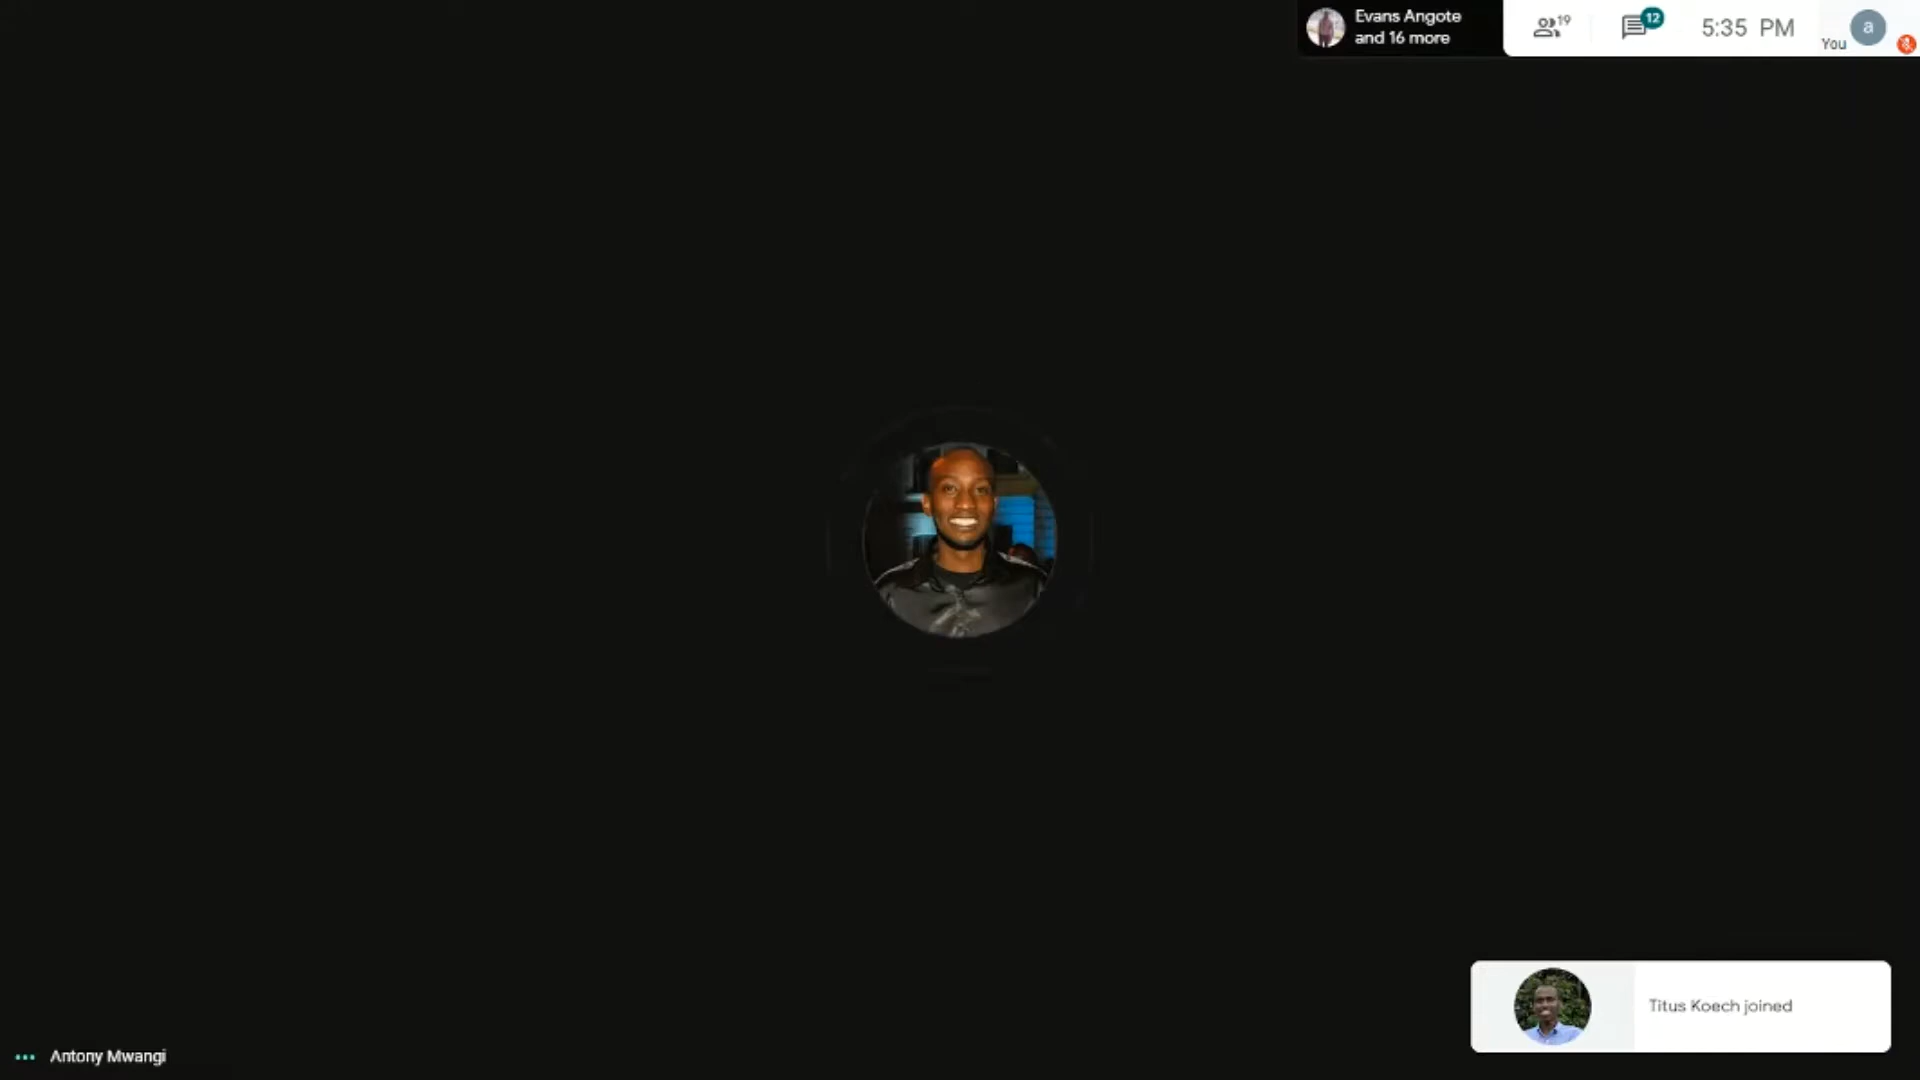 Evans Angote
and 16 more
19
12
5:35 PM
You
a
Titus Koech joined
Antony Mwangi